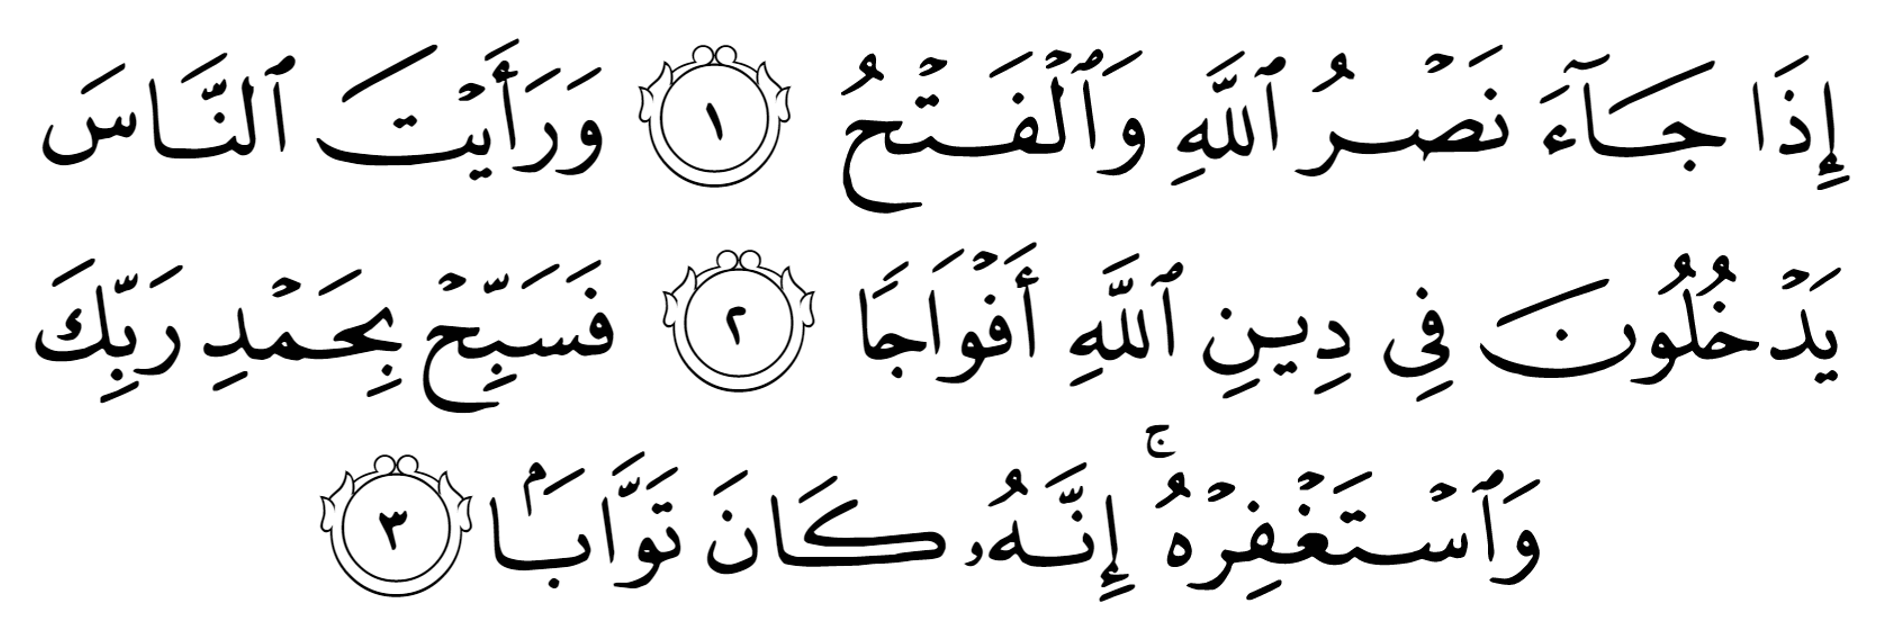 إِذَا جَآءَ نَصْرُ ٱللَّهِ وَٱلْفَتْحُ ١ وَرَأَيْتَ ٱلنَّاسَ
يَدْخُلُونَ فِى دِينِ ٱللَّهِ أَفْوَاجًا ٢ فَسَبِّحْ بِحَمْدِ رَبِّكَ
وَٱسْتَغْفِرْهُ ۚ إِنَّهُۥ كَانَ تَوَّابَۢا ٣